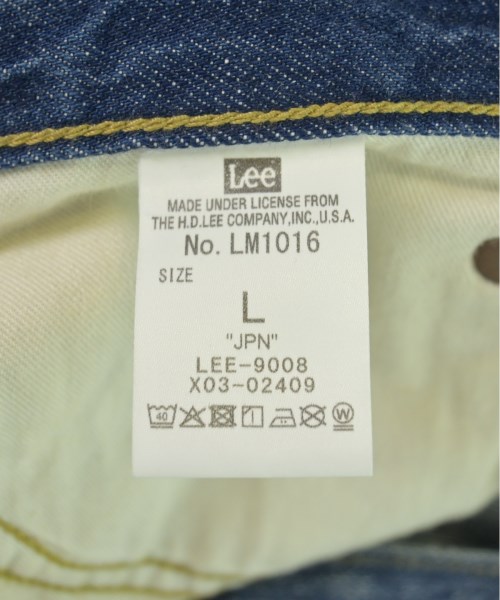 Lee
MADE UNDER LICENSE FROM
THE H.D.LEE COMPANY,INC.,U.S.A.
No. LM1016
SIZE
L
"JPN"
LEE-9008
X03-02409
40 W